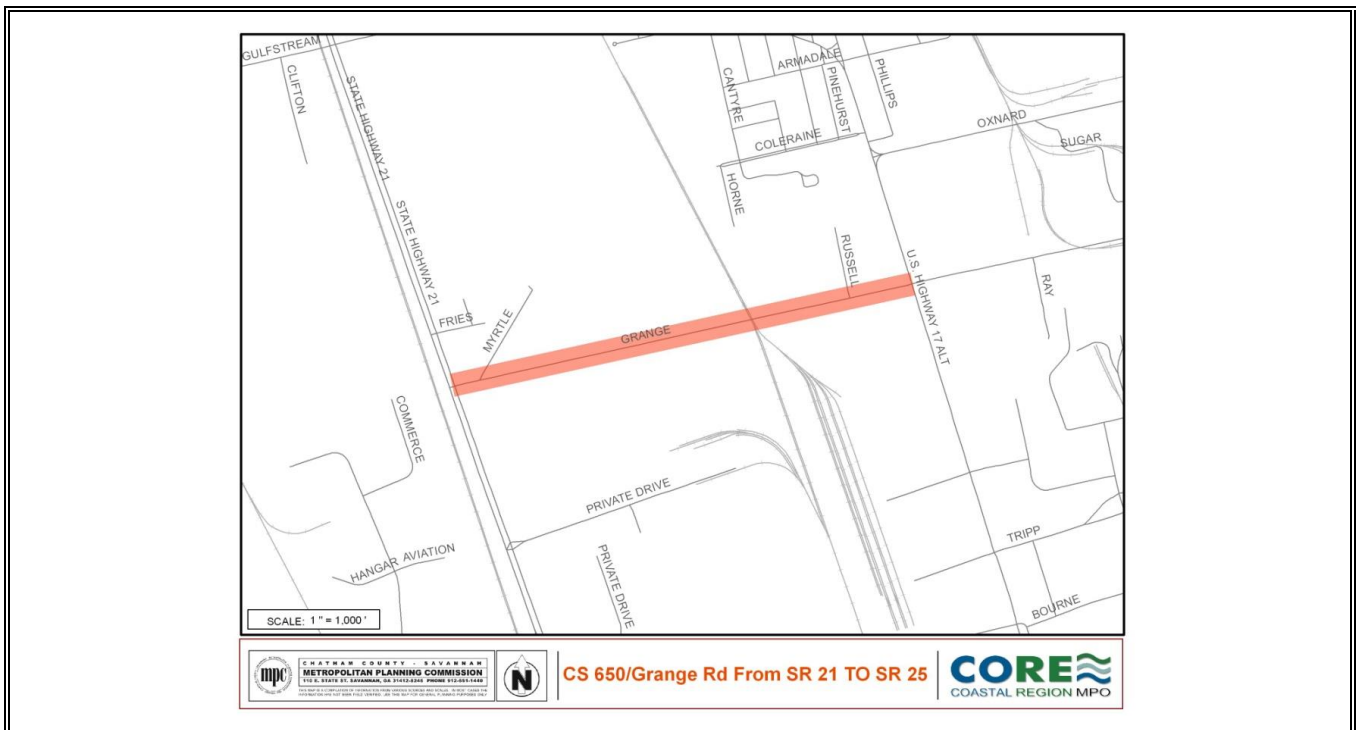 GULFSTREAM
CLIFTON
STATE HIGHWAY 21
STATE HIGHWAY 21
CANTYRE
ARMADALE
PINEHURST
PHILLIPS
COLERAINE
OXNARD
SUGAR
HORNE
RUSSELL
U.S. HIGHWAY 17 ALT
RAY
FRIES
MYRTLE
GRANGE
COMMERCE
PRIVATE DRIVE
HANGAR AVIATION
PRIVATE DRIVE
TRIPP
BOURNE
SCALE: 1 " = 1,000 '
mpc
CHATHAM COUNTY - SAVANNAH
METROPOLITAN PLANNING COMMISSION
N
CS 650/Grange Rd From SR 21 TO SR 25
CORE
COASTAL REGION MPO